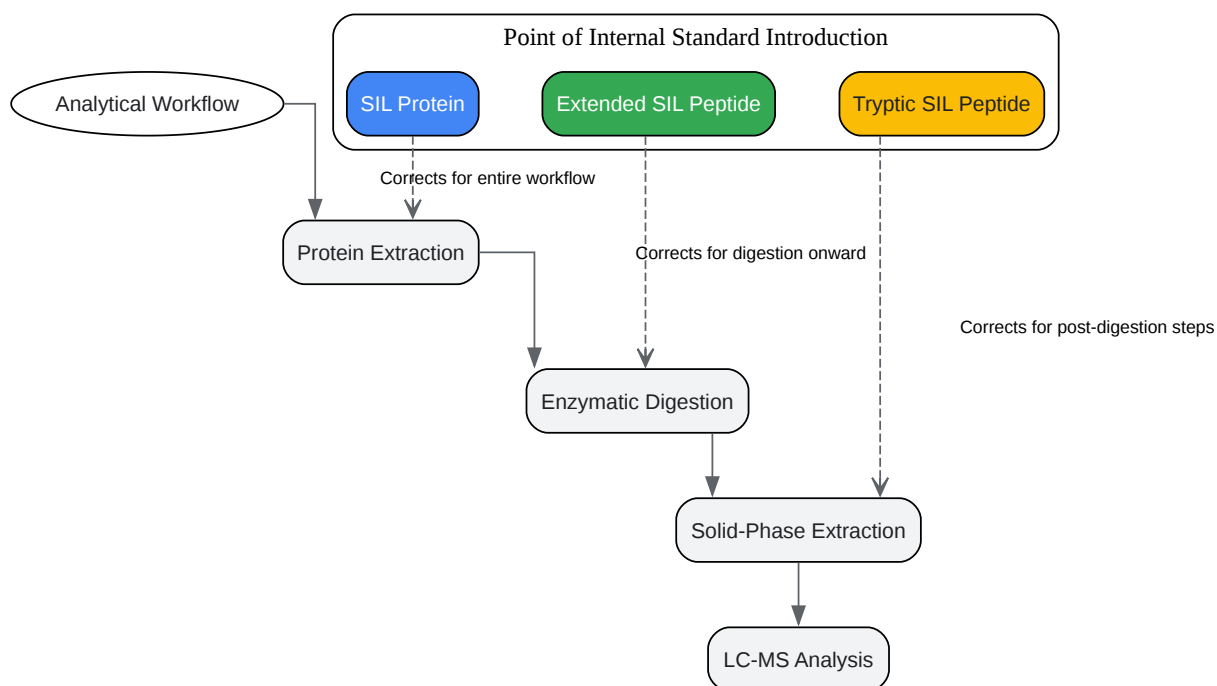 Point of Internal Standard Introduction
Analytical Workflow
SIL Protein
Extended SIL Peptide
Tryptic SIL Peptide
Corrects for entire workflow
Protein Extraction
Corrects for digestion onward
Corrects for post-digestion steps
Enzymatic Digestion
Solid-Phase Extraction
LC-MS Analysis